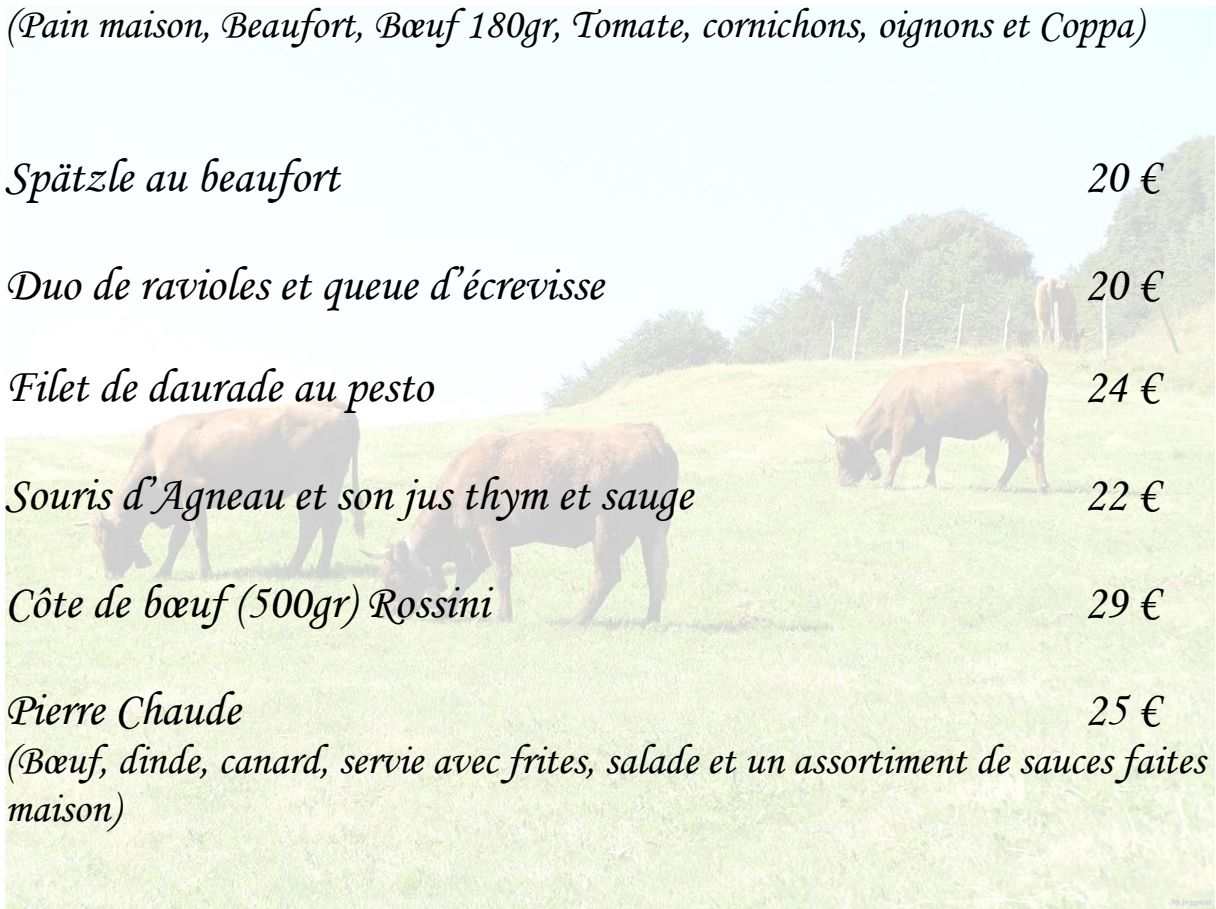 (Pain maison, Beaufort, Bœuf 180gr, Tomate, cornichons, oignons et Coppa)
Spätzle au beaufort 20 €
Duo de ravioles et queue d’écrevisse 20 €
Filet de daurade au pesto 24 €
Souris d’Agneau et son jus thym et sauge 22 €
Côte de bœuf (500gr) Rossini 29 €
Pierre Chaude 25 €
(Bœuf, dinde, canard, servie avec frites, salade et un assortiment de sauces faites
maison)